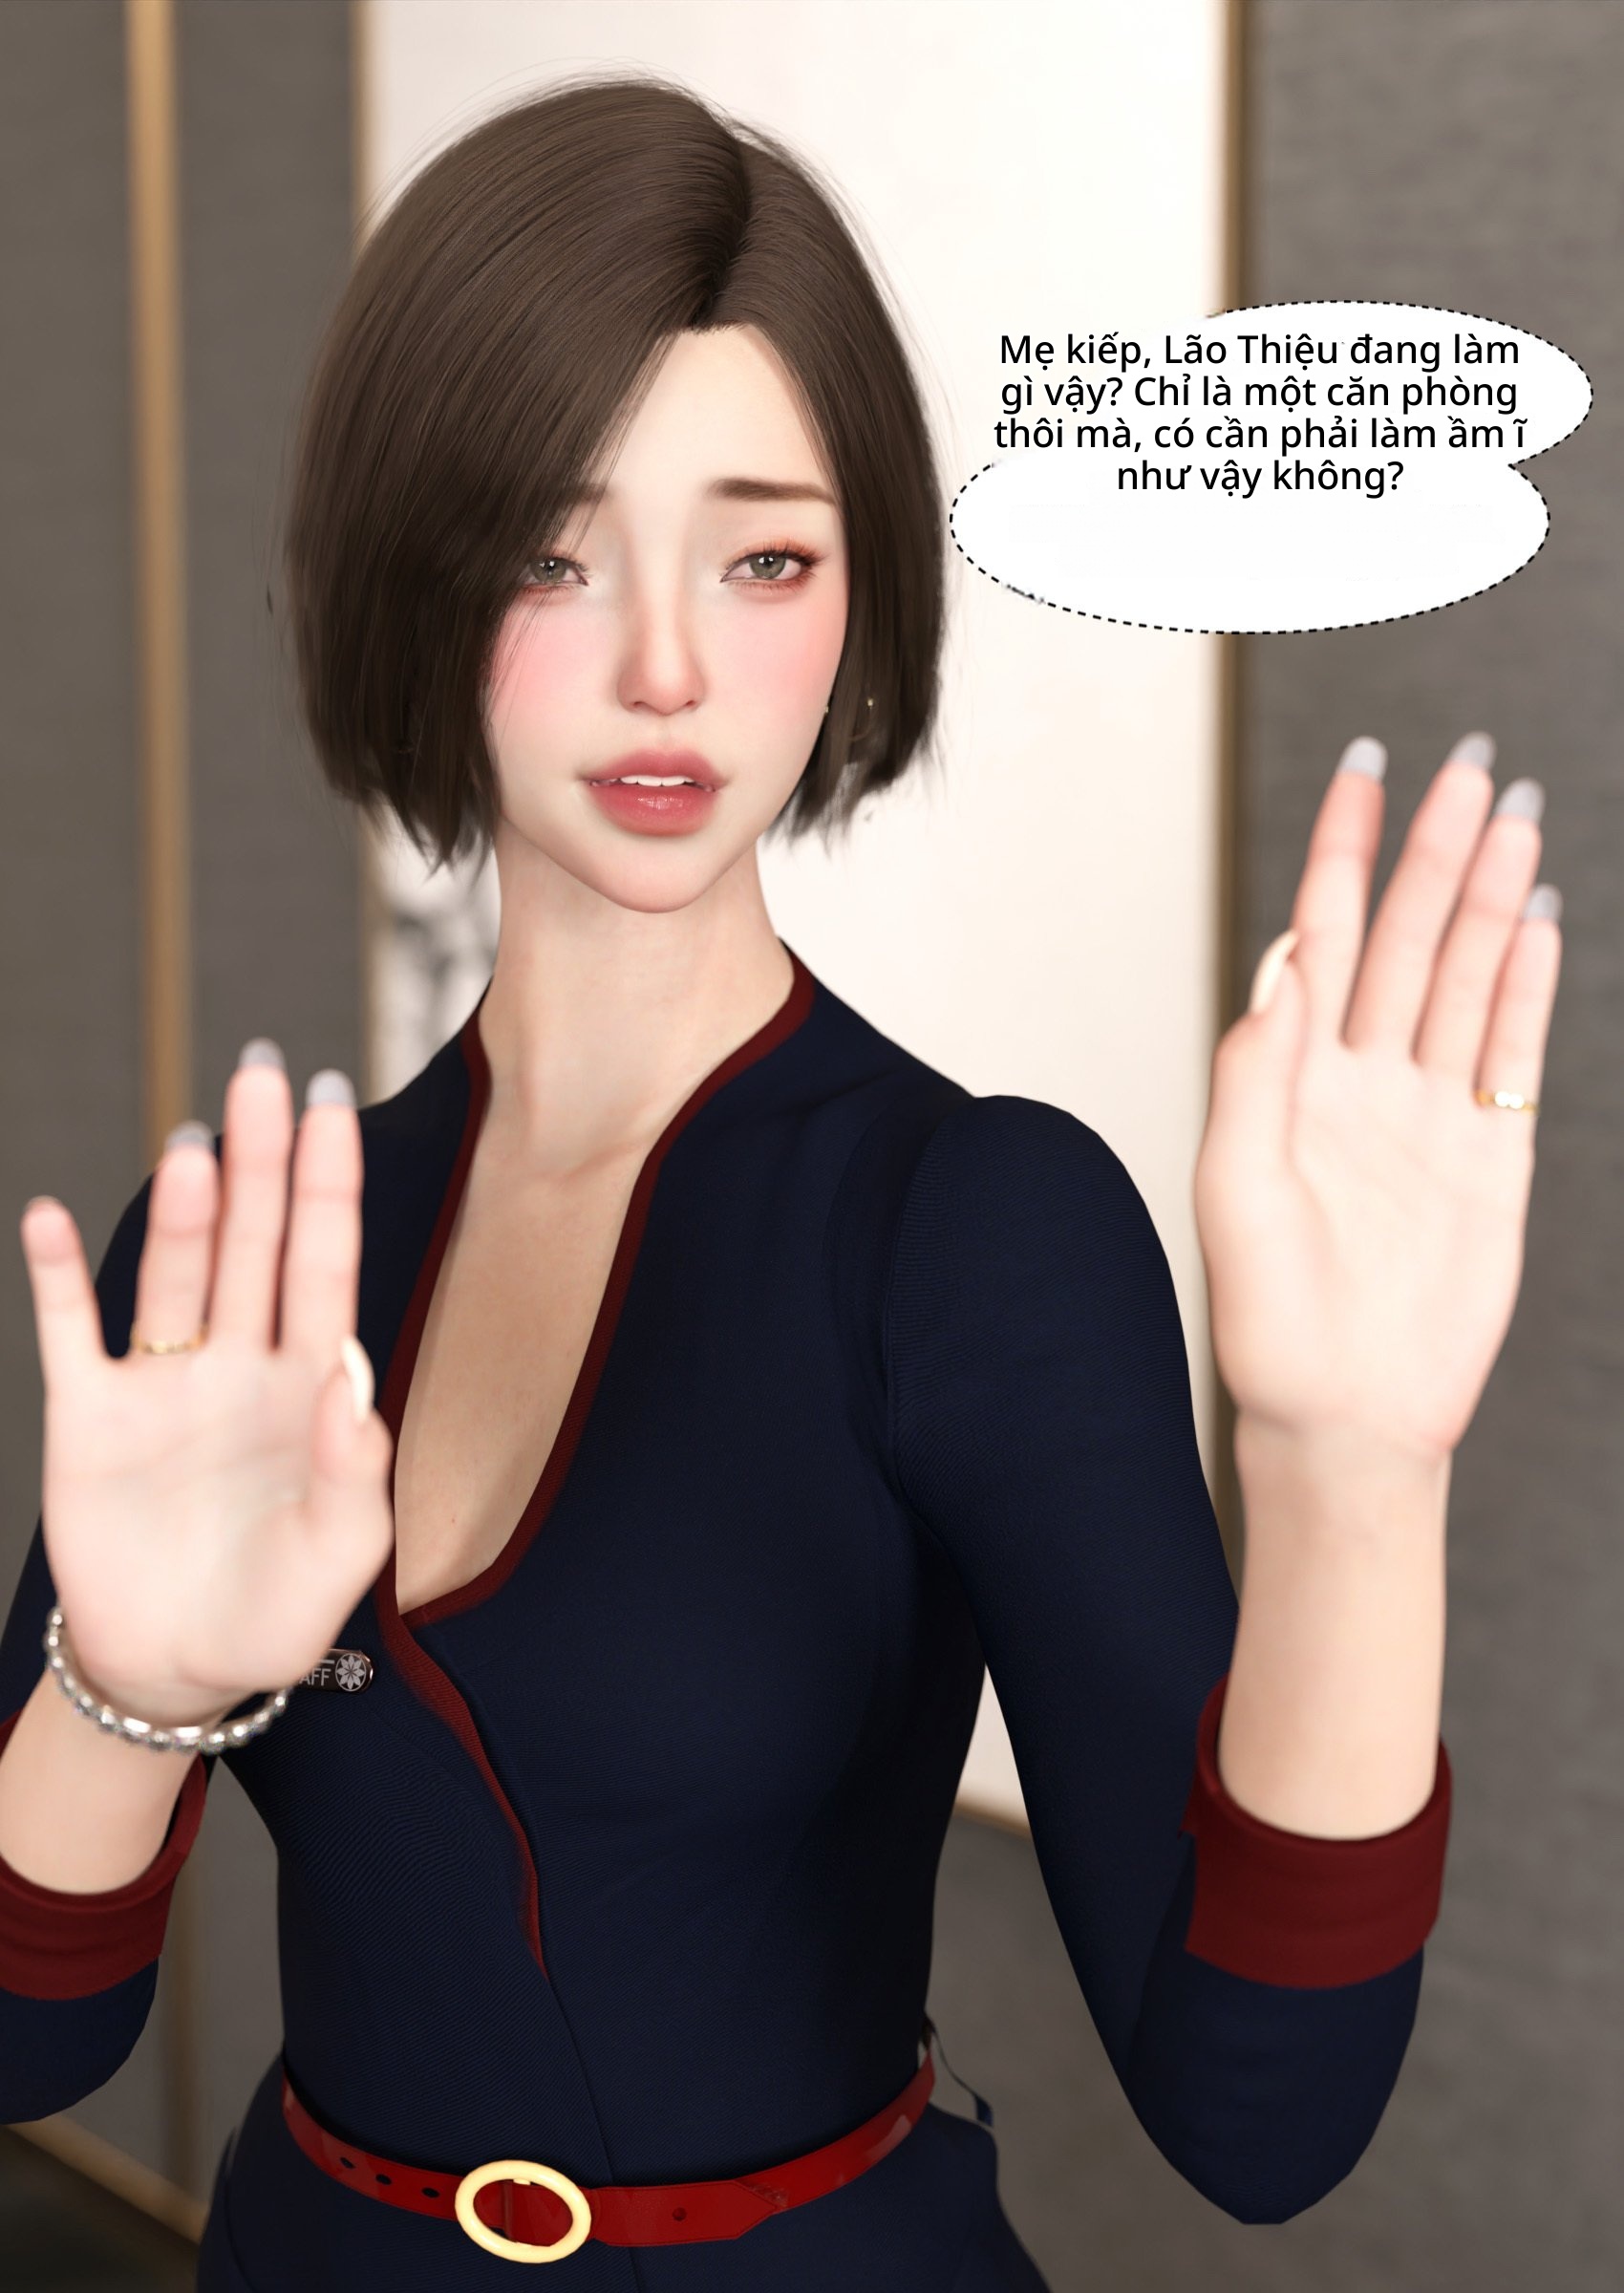 Mẹ kiếp, Lão Thiệu đang làm
gì vậy? Chỉ là một căn phòng
thôi mà, có cần phải làm ầm ĩ
như vậy không?
AFF